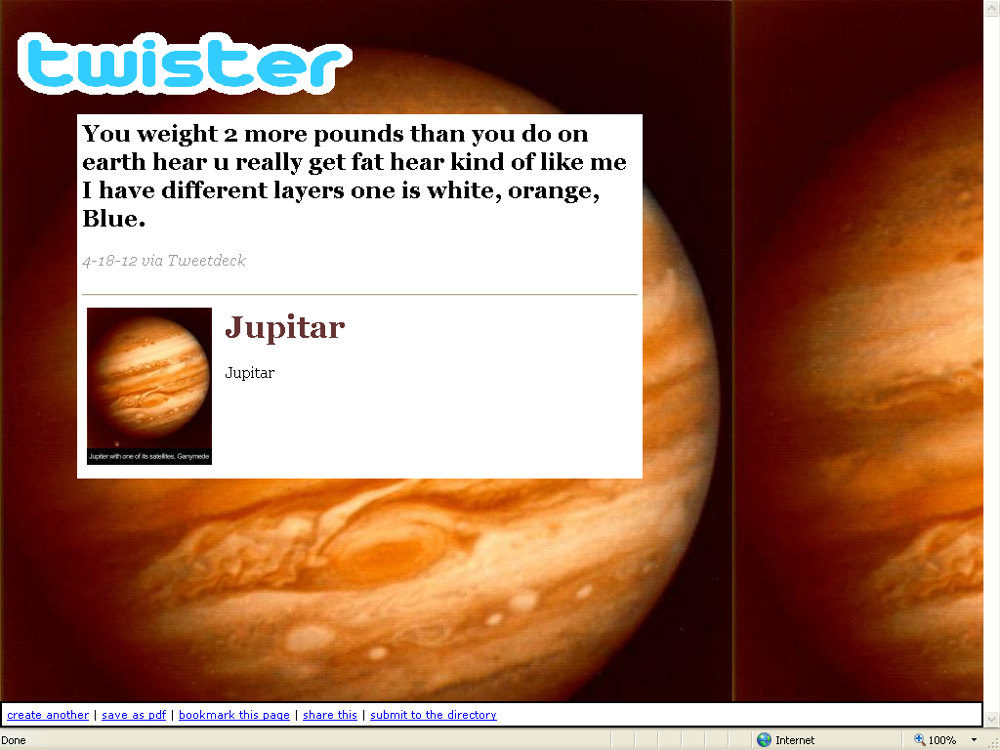 twister
You weight 2 more pounds than you do on
earth hear u really get fat hear kind of like me
I have different layers one is white, orange,
Blue.
4-18-12 via Tweetdeck
Jupitar
Jupitar
Jupiter with one of its satellites, Ganymede
create another | save as pdf | bookmark this page | share this | submit to the directory
Done Internet 100%